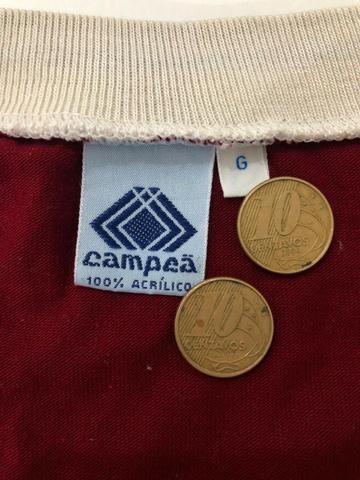 G
campeã
100% ACRÍLICO
10
CENTAVOS
10
CENTAVOS